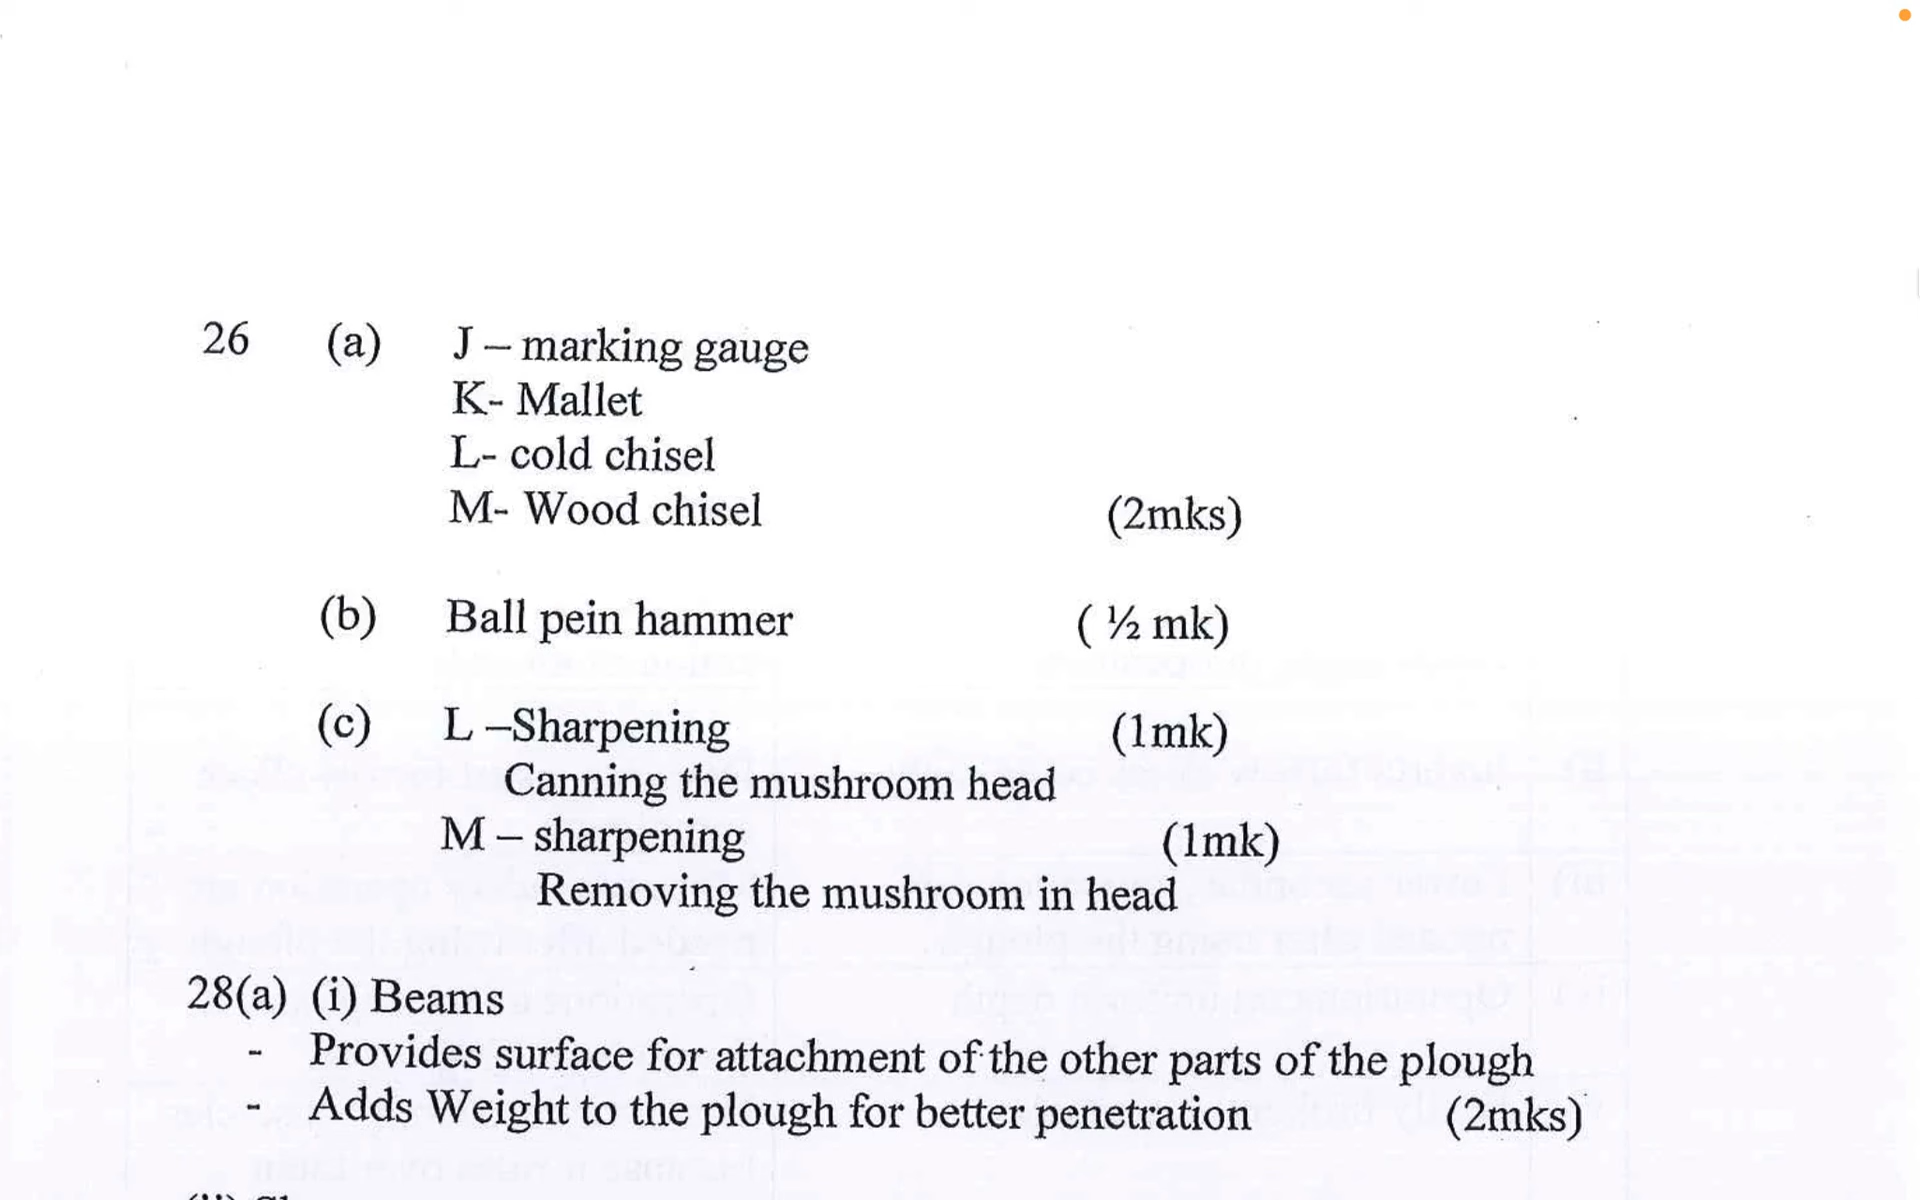 26 (a) J – marking gauge
K- Mallet
L- cold chisel
M- Wood chisel (2mks)
(b) Ball pein hammer ( ½ mk)
(c) L –Sharpening (1mk)
Canning the mushroom head
M – sharpening (1mk)
Removing the mushroom in head
28(a) (i) Beams
- Provides surface for attachment of the other parts of the plough
- Adds Weight to the plough for better penetration (2mks)